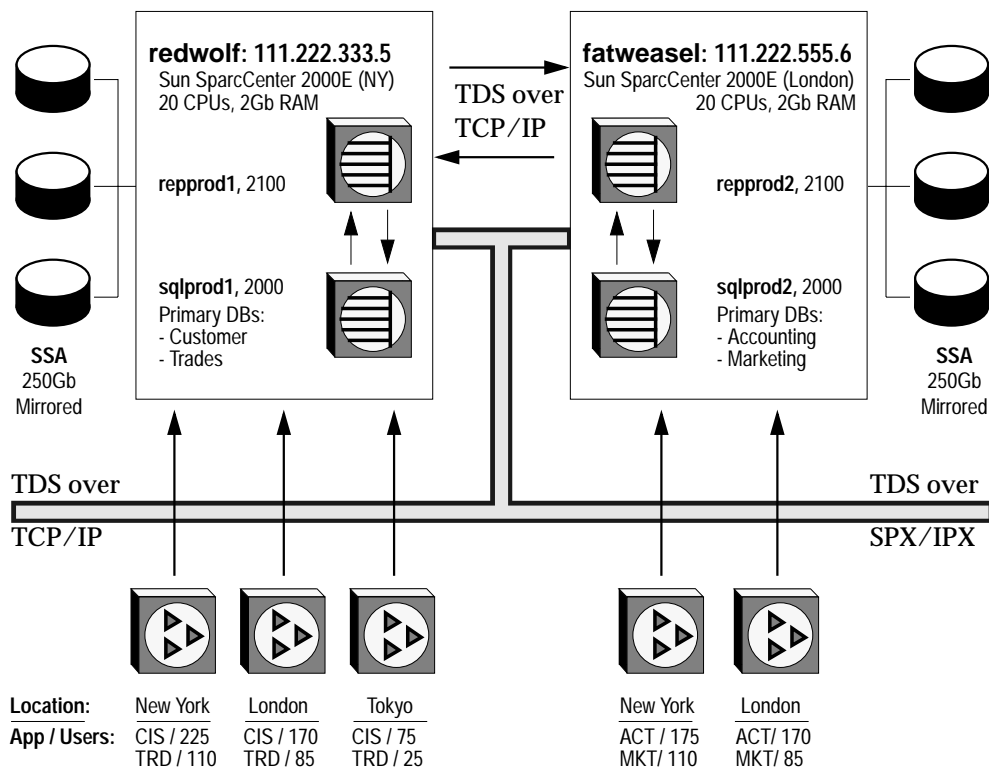 redwolf: 111.222.333.5
Sun SparcCenter 2000E (NY)
20 CPUs, 2Gb RAM
repprod1, 2100
sqlprod1, 2000
Primary DBs:
- Customer
- Trades
TDS over
TCP/IP
fatweasel: 111.222.555.6
Sun SparcCenter 2000E (London)
20 CPUs, 2Gb RAM
repprod2, 2100
sqlprod2, 2000
Primary DBs:
- Accounting
- Marketing
SSA
250Gb
Mirrored
SSA
250Gb
Mirrored
TDS over
TCP/IP
TDS over
SPX/IPX
Location: New York London Tokyo New York London
App / Users: CIS / 225 CIS / 170 CIS / 75 ACT / 175 ACT/ 170
TRD / 110 TRD / 85 TRD / 25 MKT/ 110 MKT/ 85